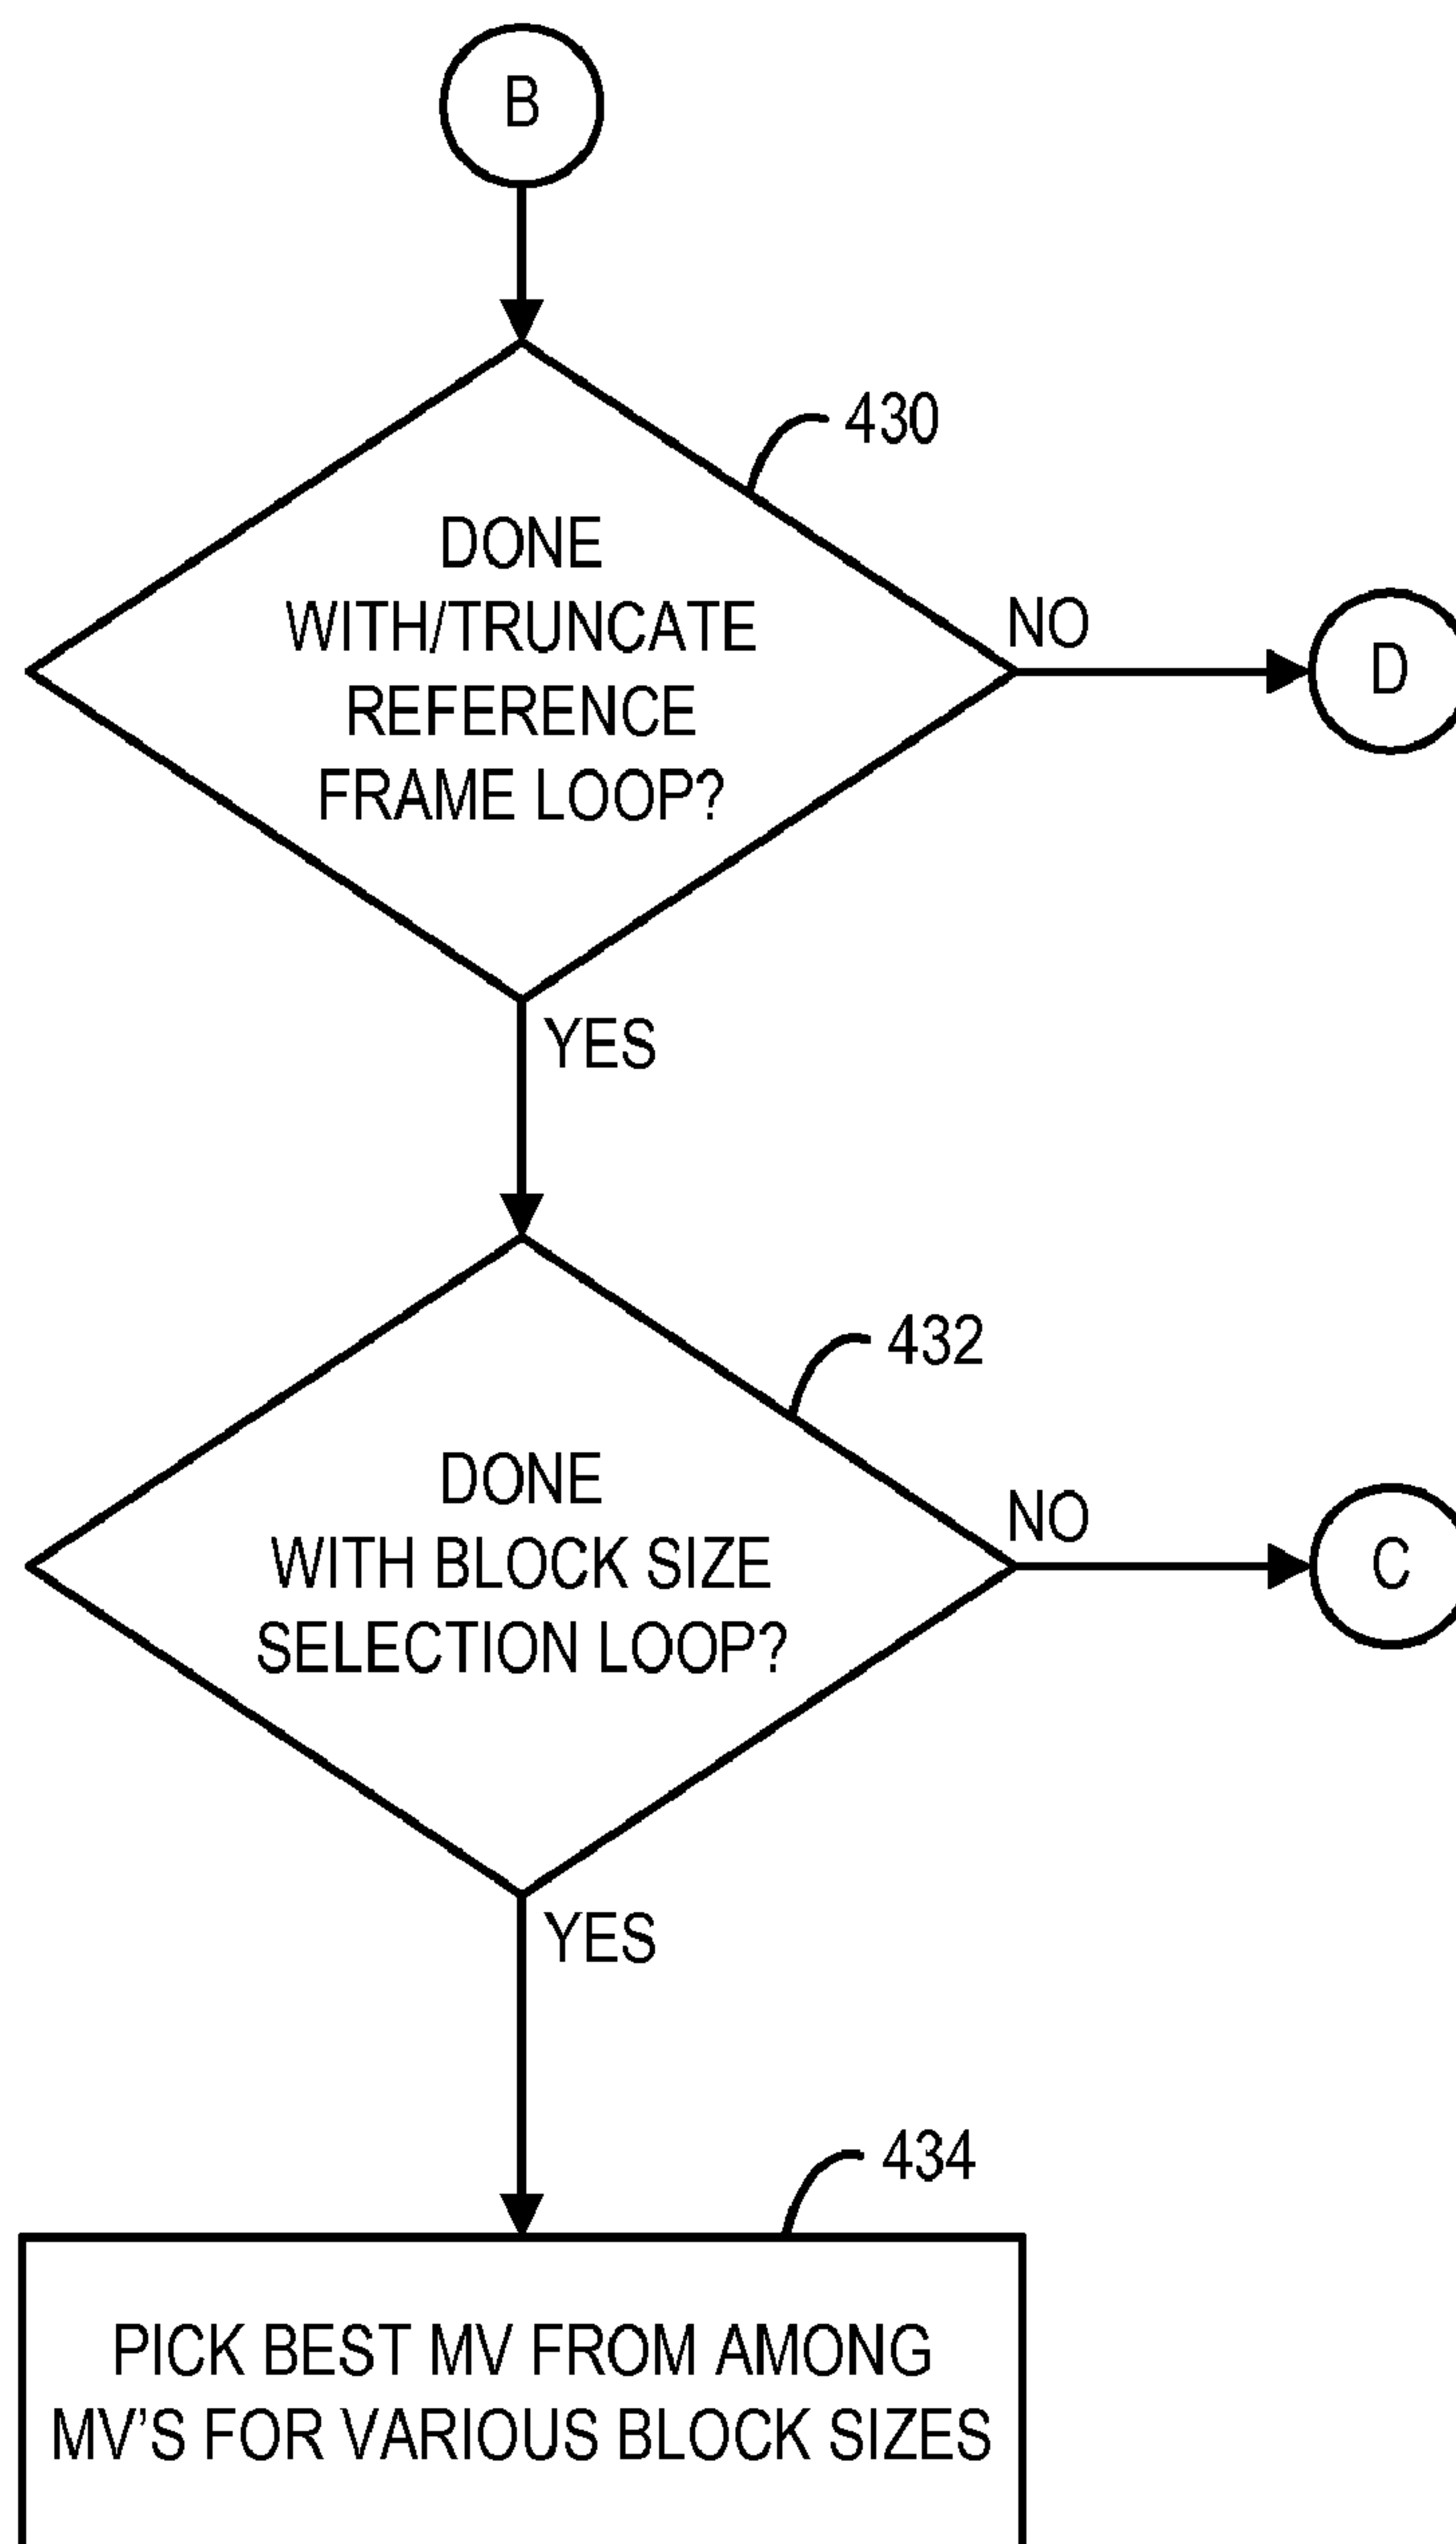 B
430
DONE
WITH/TRUNCATE
REFERENCE
FRAME LOOP?
NO
D
YES
432
DONE
WITH BLOCK SIZE
SELECTION LOOP?
NO
C
YES
434
PICK BEST MV FROM AMONG
MV'S FOR VARIOUS BLOCK SIZES